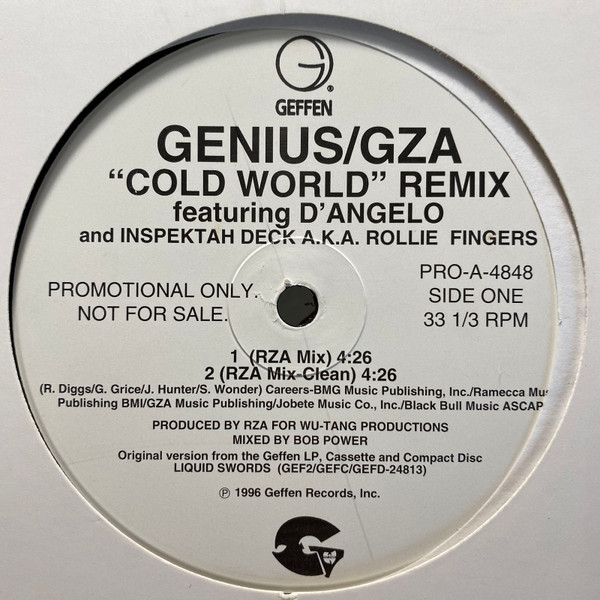 GEFFEN
GENIUS/GZA
“COLD WORLD” REMIX
featuring D’ANGELO
and INSPEKTAH DECK A.K.A. ROLLIE FINGERS
PROMOTIONAL ONLY.
NOT FOR SALE.
PRO-A-4848
SIDE ONE
33 1/3 RPM
1 (RZA Mix) 4:26
2 (RZA Mix-Clean) 4:26
(R. Diggs/G. Grice/J. Hunter/S. Wonder) Careers-BMG Music Publishing, Inc./Ramecca
Publishing BMI/GZA Music Publishing/Jobete Music Co., Inc./Black Bull Music ASCAP
PRODUCED BY RZA FOR WU-TANG PRODUCTIONS
MIXED BY BOB POWER
Original version from the Geffen LP, Cassette and Compact Disc
LIQUID SWORDS (GEF2/GEFC/GEFD-24813)
℗ 1996 Geffen Records, Inc.